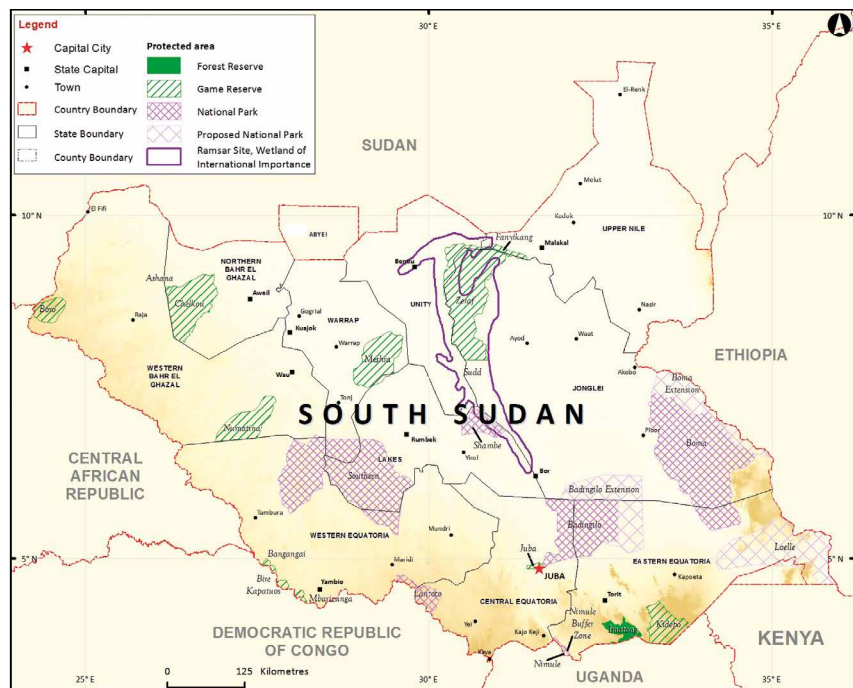 30° E
35° E
Legend
Capital City
State Capital
Town
Country Boundary
State Boundary
County Boundary
Protected area
Forest Reserve
Game Reserve
National Park
Proposed National Park
Ramsar Site, Wetland of
International Importance
SUDAN
El-Renk
Melut
Kodok
UPPER NILE
Malakal
Fanyikang
10° N
10° N
El Fifi
ABYEI
Bentiu
NORTHERN
BAHR EL
GHAZAL
Ashana
Chelkou
Aweil
UNITY
Zeraf
Boro
Raja
Gogrial
WARRAP
Kuajok
Warrap
Meshra
Nasir
Ayod
Waat
ETHIOPIA
WESTERN
BAHR EL
GHAZAL
Wau
Sudd
Akobo
Boma
Extension
JONGLEI
Tonj
SOUTH SUDAN
Numatina
Rumbek
Shambe
Pibor
Boma
CENTRAL
AFRICAN
REPUBLIC
LAKES
Yirol
Southern
Bor
Badingilo Extension
Tambura
WESTERN EQUATORIA
Mundri
Badingilo
Loelle
5° N
5° N
Bangangai
Maridi
Juba
JUBA
EASTERN EQUATORIA
Kapoeta
Bire
Kapatuos
Yambio
Mbarizunga
Lantoto
CENTRAL EQUATORIA
Torit
Nimule
Buffer
Zone
Imatong
Kidepo
Yei
Kajo Keji
DEMOCRATIC REPUBLIC
OF CONGO
Nimule
KENYA
UGANDA
25° E
0
125 Kilometres
30° E
35° E